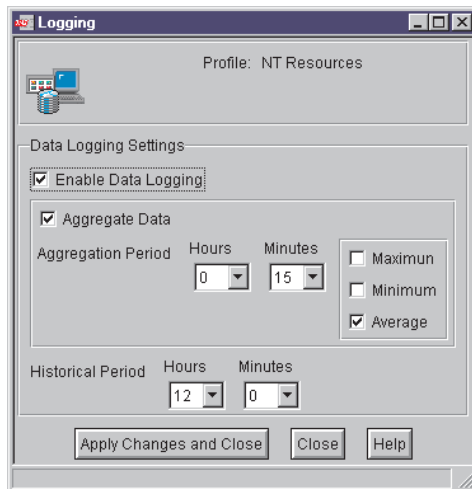 Logging
Profile: NT Resources
Data Logging Settings
Enable Data Logging
Aggregate Data
Aggregation Period
Hours
Minutes
0
15
Maximun
Minimum
Average
Historical Period
Hours
Minutes
12
0
Apply Changes and Close
Close
Help